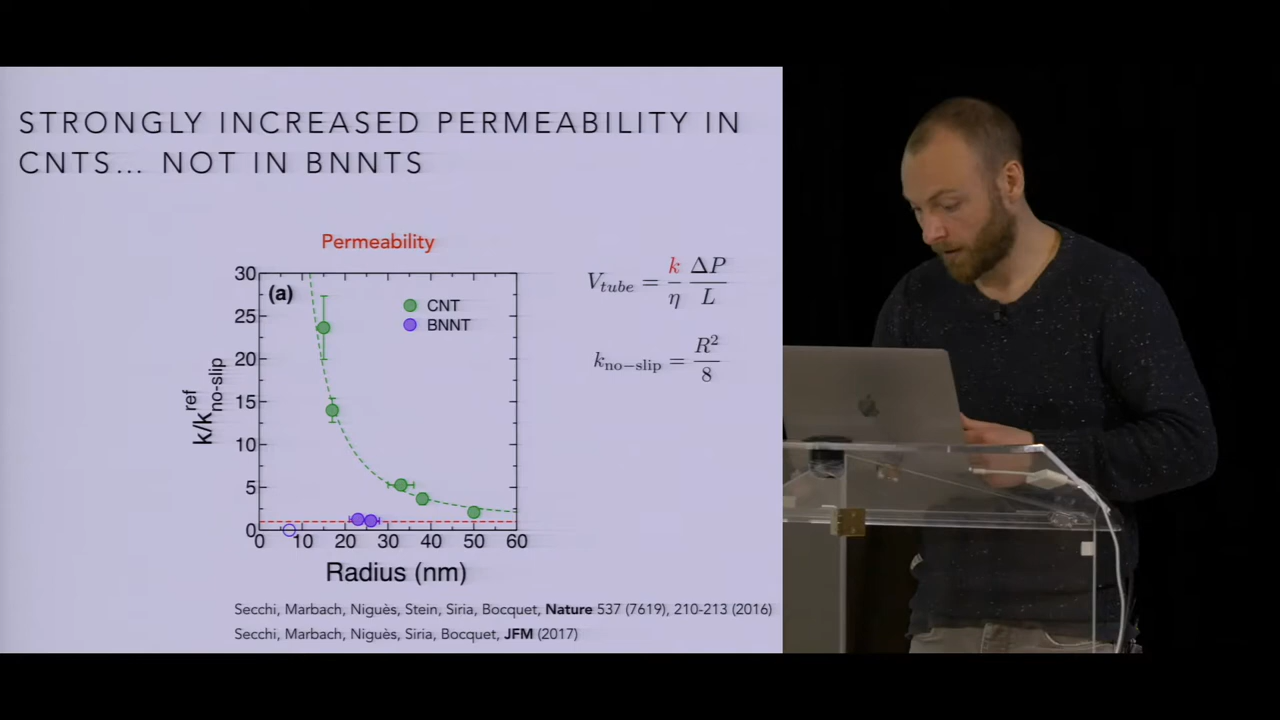 STRONGLY INCREASED PERMEABILITY IN
CNTS... NOT IN BNNTS
Permeability
30
25
20
15
10
5
0
(a)
CNT
BNNT
k/k^ref_no-slip
0 10 20 30 40 50 60
Radius (nm)
V_tube = k/η ΔP/L
k_no−slip = R²/8
Secchi, Marbach, Niguès, Stein, Siria, Bocquet, Nature 537 (7619), 210-213 (2016)
Secchi, Marbach, Niguès, Siria, Bocquet, JFM (2017)